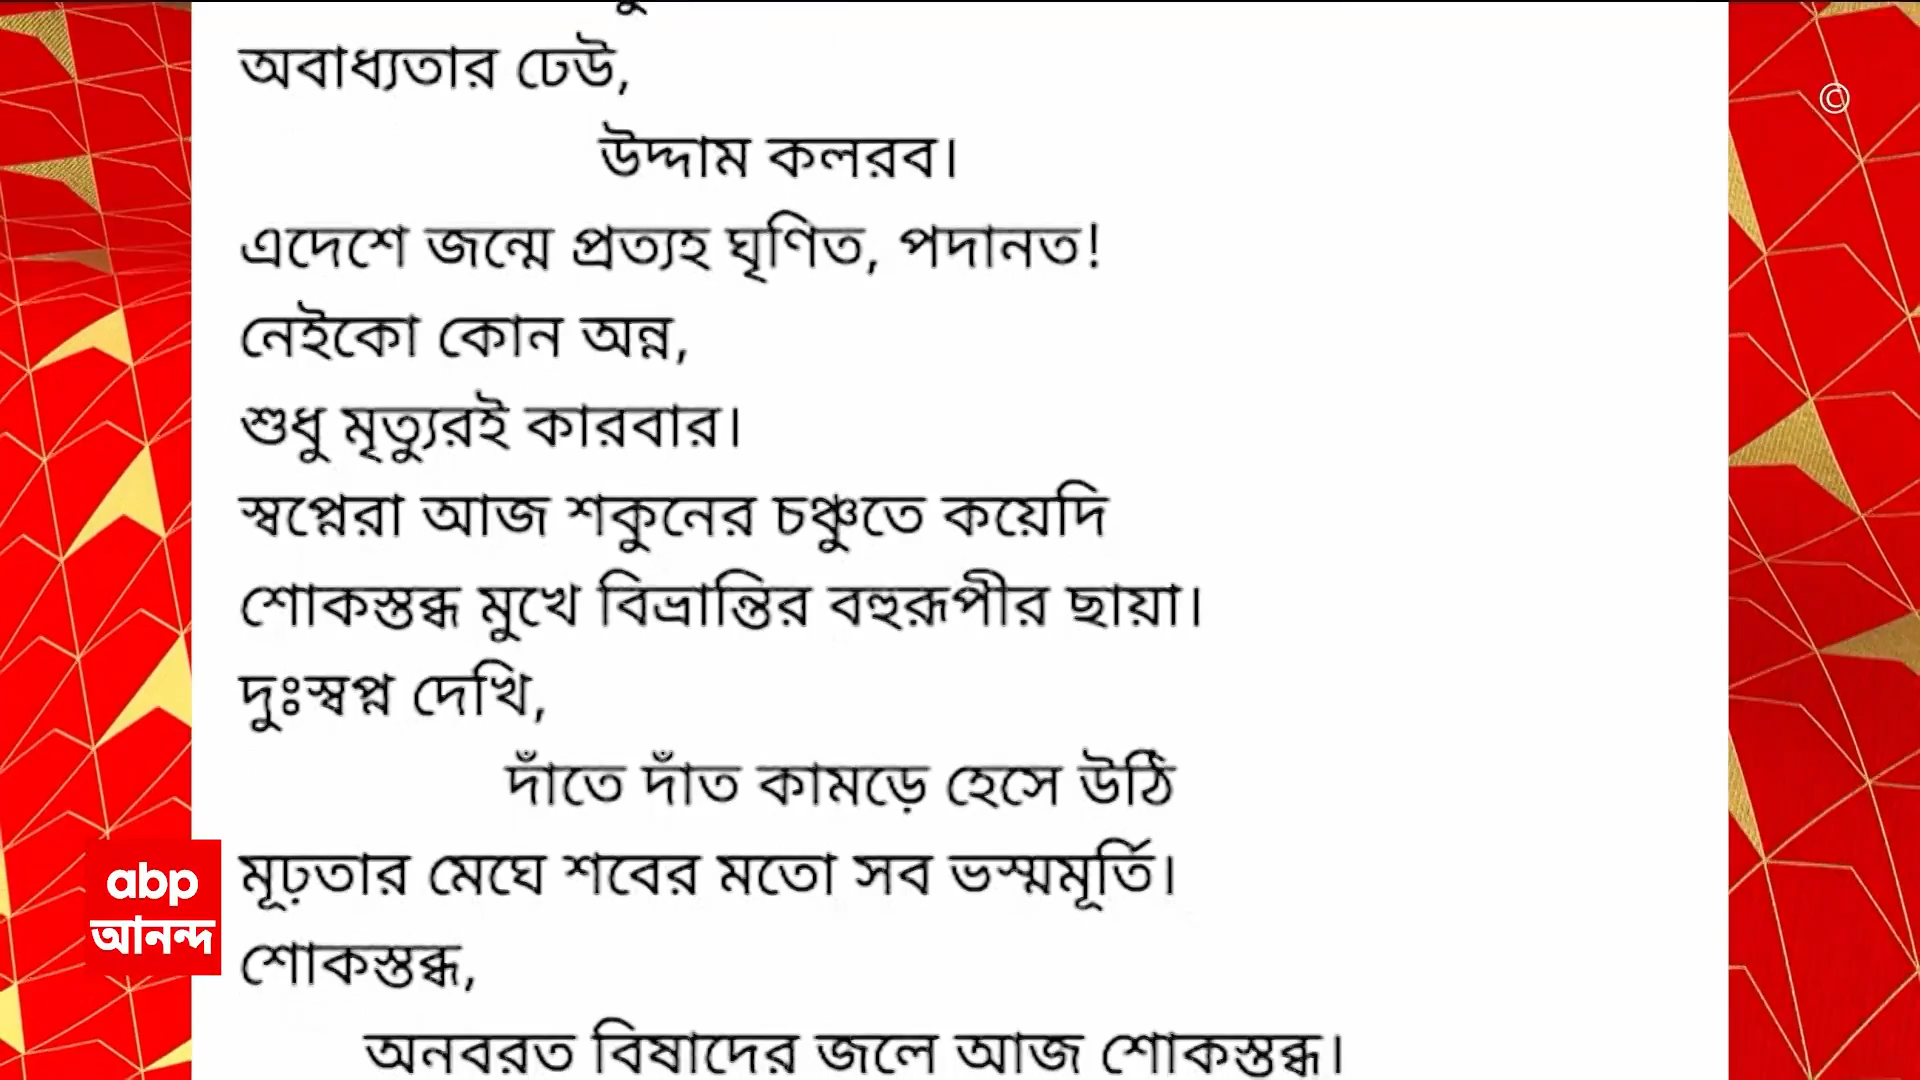 অবাধ্যতার ঢেউ,
উদ্দাম কলরব।
এদেশে জন্মে প্রত্যহ ঘৃণিত, পদানত!
নেইকো কোন অন্ন,
শুধু মৃত্যুরই কারবার।
স্বপ্নেরা আজ শকুনের চঞ্চুতে কয়েদি
শোকস্তব্ধ মুখে বিভ্রান্তির বহুরূপীর ছায়া।
দুঃস্বপ্ন দেখি,
দাঁতে দাঁত কামড়ে হেসে উঠি
মূঢ়তার মেঘে শবের মতো সব ভস্মমূর্তি।
শোকস্তব্ধ,
অনবরত বিষাদের জলে আজ শোকস্তব্ধ।
abp
আনন্দ
©